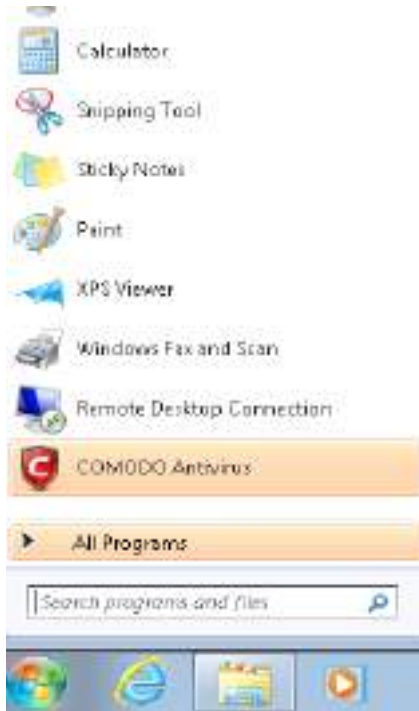 Calculator
Snipping Tool
Sticky Notes
Paint
XPS Viewer
Windows Fax and Scan
Remote Desktop Connection
COMODO Antivirus
All Programs
Search programs and files